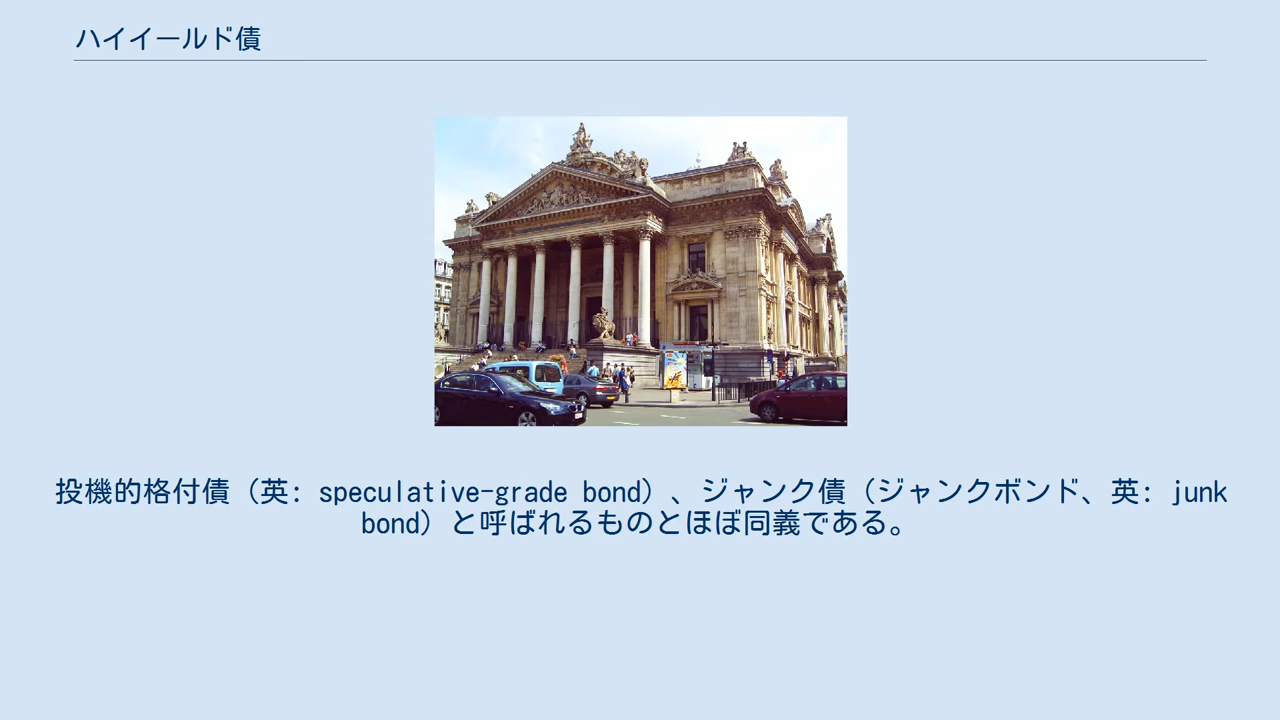 ハイイールド債
投機的格付債（英: speculative-grade bond）、ジャンク債（ジャンクボンド、英: junk
bond）と呼ばれるものとほぼ同義である。